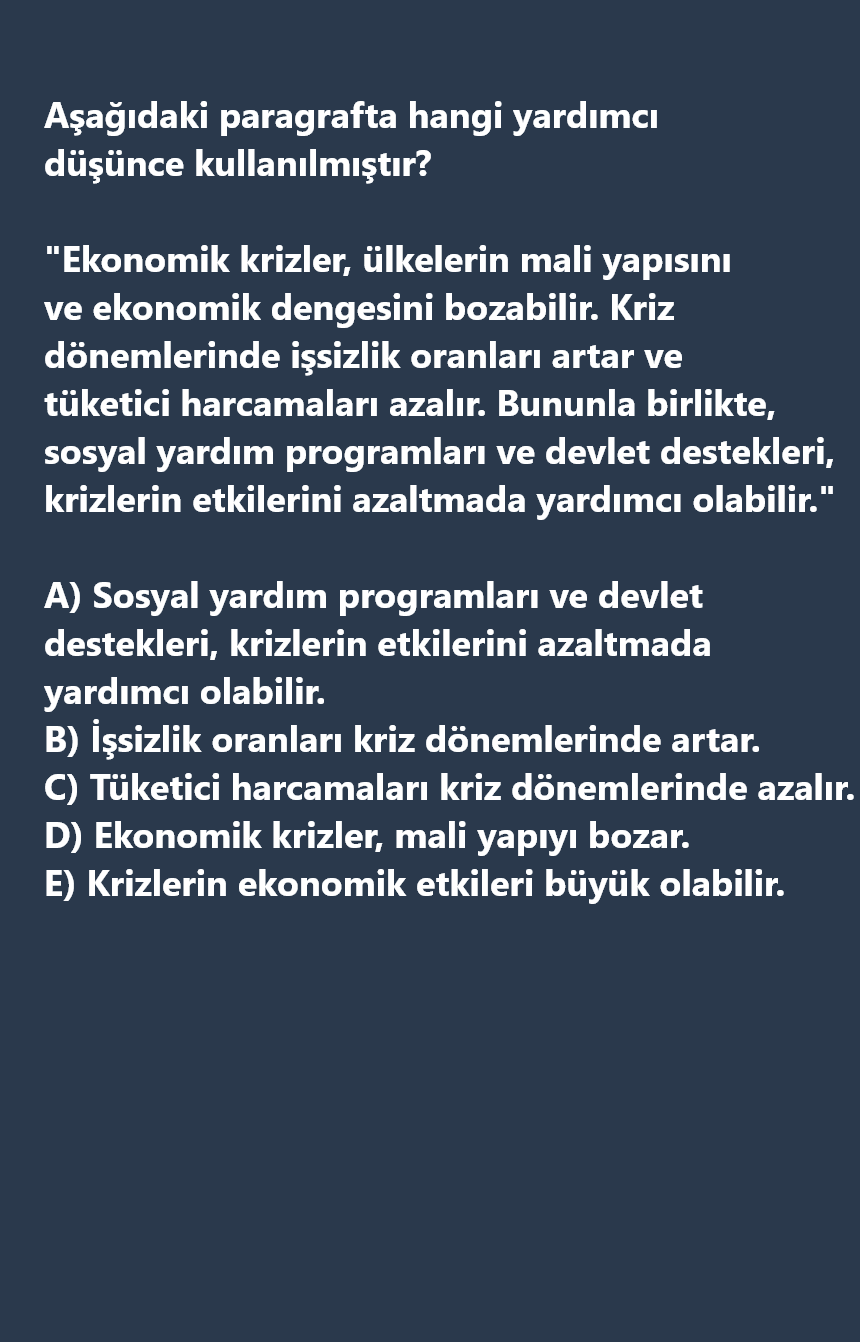 Aşağıdaki paragrafta hangi yardımcı
düşünce kullanılmıştır?
"Ekonomik krizler, ülkelerin mali yapısını
ve ekonomik dengesini bozabilir. Kriz
dönemlerinde işsizlik oranları artar ve
tüketici harcamaları azalır. Bununla birlikte,
sosyal yardım programları ve devlet destekleri,
krizlerin etkilerini azaltmada yardımcı olabilir."
A) Sosyal yardım programları ve devlet
destekleri, krizlerin etkilerini azaltmada
yardımcı olabilir.
B) İşsizlik oranları kriz dönemlerinde artar.
C) Tüketici harcamaları kriz dönemlerinde azalır.
D) Ekonomik krizler, mali yapıyı bozar.
E) Krizlerin ekonomik etkileri büyük olabilir.